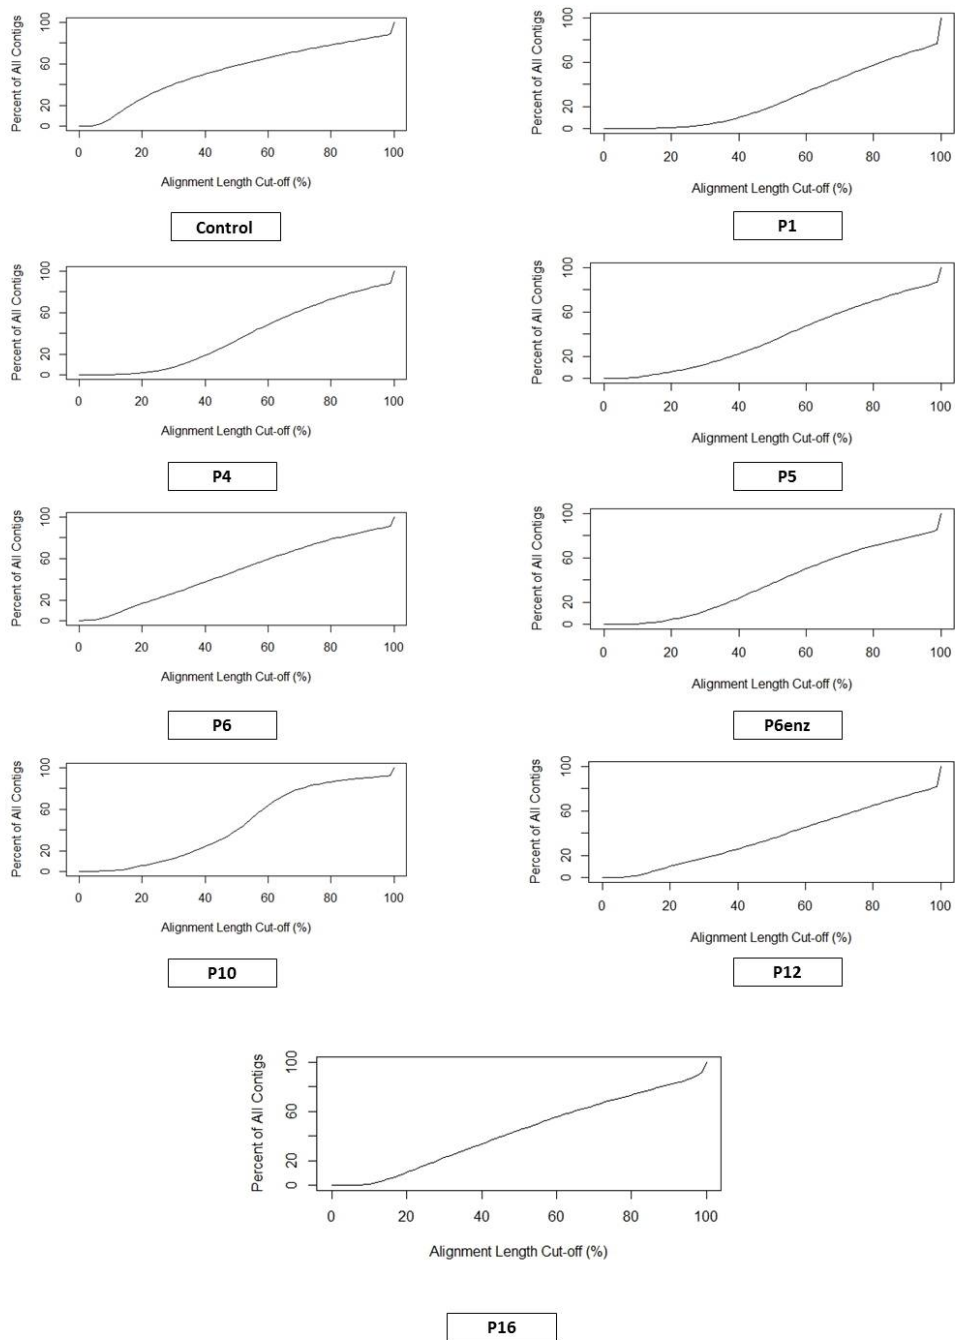 Percent of All Contigs
100
60
20
0
0 20 40 60 80 100
Alignment Length Cut-off (%)
Control
Percent of All Contigs
100
60
20
0
0 20 40 60 80 100
Alignment Length Cut-off (%)
P1
Percent of All Contigs
100
60
20
0
0 20 40 60 80 100
Alignment Length Cut-off (%)
P4
Percent of All Contigs
100
60
20
0
0 20 40 60 80 100
Alignment Length Cut-off (%)
P5
Percent of All Contigs
100
60
20
0
0 20 40 60 80 100
Alignment Length Cut-off (%)
P6
Percent of All Contigs
100
60
20
0
0 20 40 60 80 100
Alignment Length Cut-off (%)
P6enz
Percent of All Contigs
100
60
20
0
0 20 40 60 80 100
Alignment Length Cut-off (%)
P10
Percent of All Contigs
100
60
20
0
0 20 40 60 80 100
Alignment Length Cut-off (%)
P12
Percent of All Contigs
100
60
20
0
0 20 40 60 80 100
Alignment Length Cut-off (%)
P16